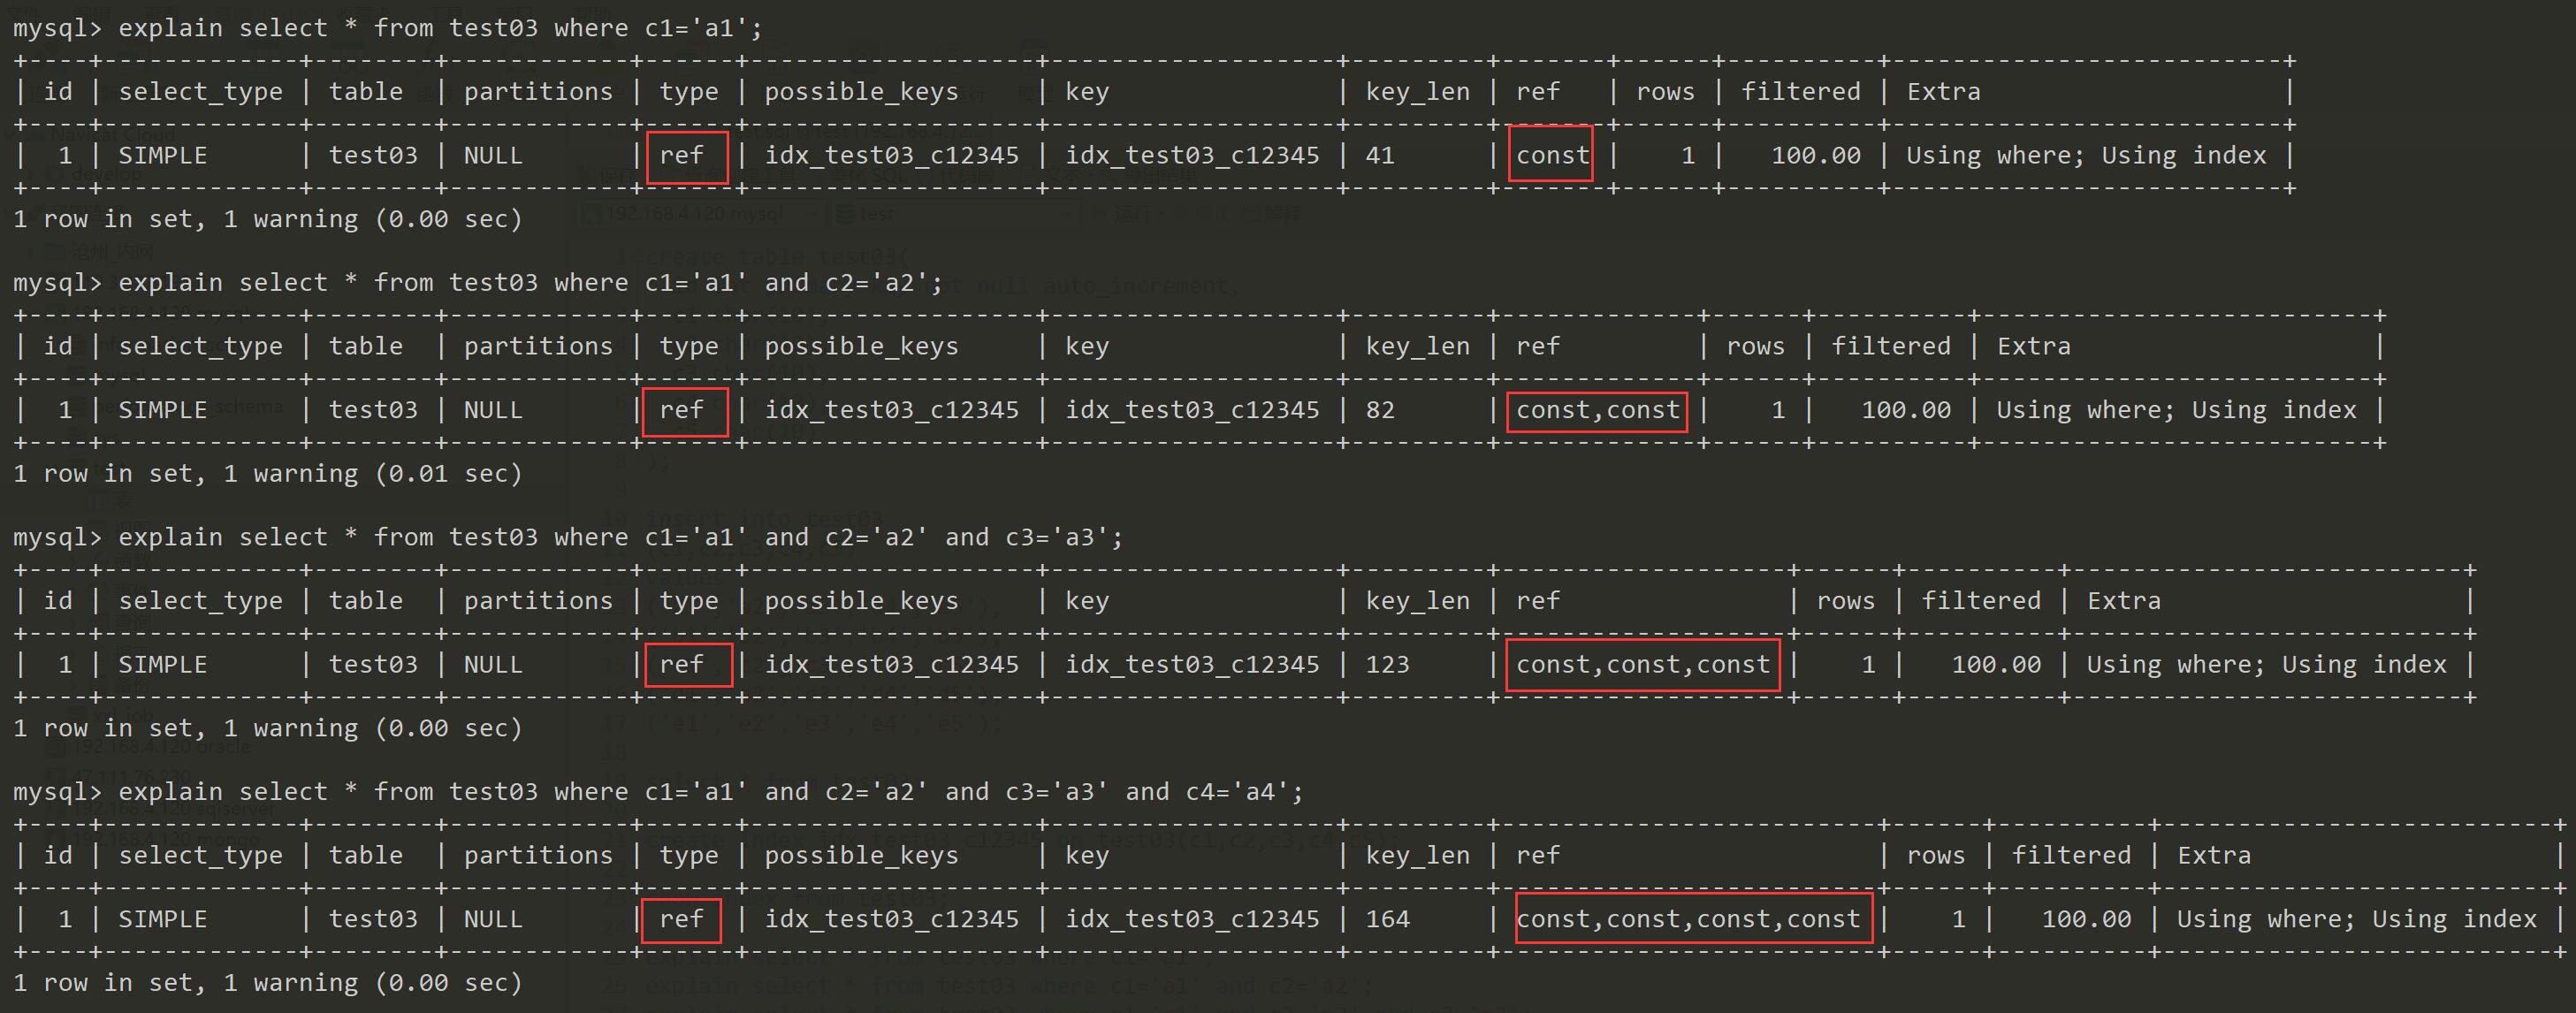 mysql> explain select * from test03 where c1='a1';
+----+-------------+--------+------------+------+-------------------+-------------------+---------+-------+------+----------+--------------------------+
| id | select_type | table  | partitions | type | possible_keys     | key               | key_len | ref   | rows | filtered | Extra                    |
+----+-------------+--------+------------+------+-------------------+-------------------+---------+-------+------+----------+--------------------------+
|  1 | SIMPLE      | test03 | NULL       | ref  | idx_test03_c12345 | idx_test03_c12345 | 41      | const |    1 |   100.00 | Using where; Using index |
+----+-------------+--------+------------+------+-------------------+-------------------+---------+-------+------+----------+--------------------------+
1 row in set, 1 warning (0.00 sec)
mysql> explain select * from test03 where c1='a1' and c2='a2';
+----+-------------+--------+------------+------+-------------------+-------------------+---------+-------------+------+----------+--------------------------+
| id | select_type | table  | partitions | type | possible_keys     | key               | key_len | ref         | rows | filtered | Extra                    |
+----+-------------+--------+------------+------+-------------------+-------------------+---------+-------------+------+----------+--------------------------+
|  1 | SIMPLE      | test03 | NULL       | ref  | idx_test03_c12345 | idx_test03_c12345 | 82      | const,const |    1 |   100.00 | Using where; Using index |
+----+-------------+--------+------------+------+-------------------+-------------------+---------+-------------+------+----------+--------------------------+
1 row in set, 1 warning (0.01 sec)
mysql> explain select * from test03 where c1='a1' and c2='a2' and c3='a3';
+----+-------------+--------+------------+------+-------------------+-------------------+---------+-------------------+------+----------+--------------------------+
| id | select_type | table  | partitions | type | possible_keys     | key               | key_len | ref               | rows | filtered | Extra                    |
+----+-------------+--------+------------+------+-------------------+-------------------+---------+-------------------+------+----------+--------------------------+
|  1 | SIMPLE      | test03 | NULL       | ref  | idx_test03_c12345 | idx_test03_c12345 | 123     | const,const,const |    1 |   100.00 | Using where; Using index |
+----+-------------+--------+------------+------+-------------------+-------------------+---------+-------------------+------+----------+--------------------------+
1 row in set, 1 warning (0.00 sec)
mysql> explain select * from test03 where c1='a1' and c2='a2' and c3='a3' and c4='a4';
+----+-------------+--------+------------+------+-------------------+-------------------+---------+-------------------------+------+----------+--------------------------+
| id | select_type | table  | partitions | type | possible_keys     | key               | key_len | ref                     | rows | filtered | Extra                    |
+----+-------------+--------+------------+------+-------------------+-------------------+---------+-------------------------+------+----------+--------------------------+
|  1 | SIMPLE      | test03 | NULL       | ref  | idx_test03_c12345 | idx_test03_c12345 | 164     | const,const,const,const |    1 |   100.00 | Using where; Using index |
+----+-------------+--------+------------+------+-------------------+-------------------+---------+-------------------------+------+----------+--------------------------+
1 row in set, 1 warning (0.00 sec)